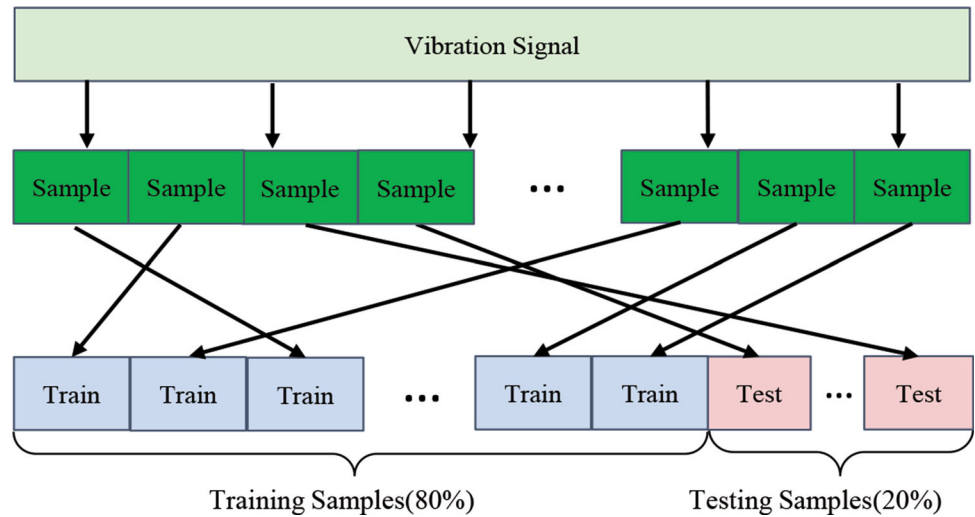 Vibration Signal
Sample Sample Sample Sample ... Sample Sample Sample
Train Train Train ... Train Train Test ... Test
Training Samples(80%) Testing Samples(20%)